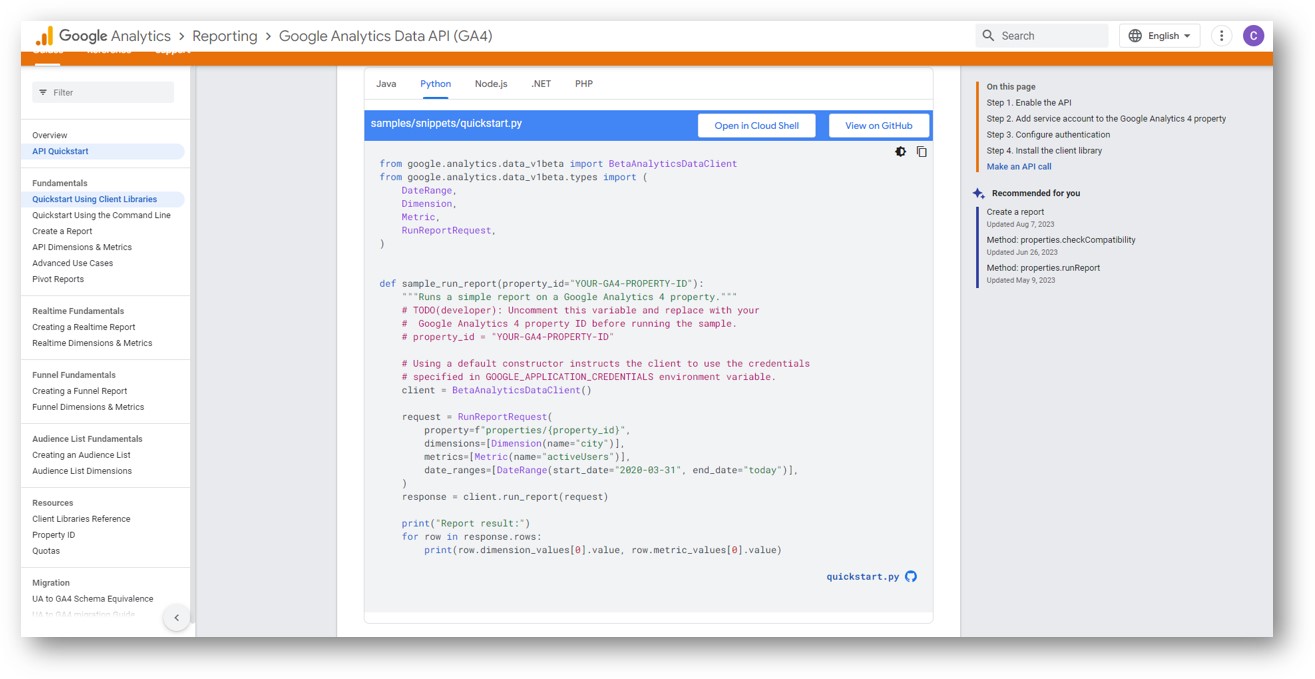 Google Analytics > Reporting > Google Analytics Data API (GA4)
Search
English
C
Guides Reference Support
Filter
Overview
API Quickstart
Fundamentals
Quickstart Using Client Libraries
Quickstart Using the Command Line
Create a Report
API Dimensions & Metrics
Advanced Use Cases
Pivot Reports
Realtime Fundamentals
Creating a Realtime Report
Realtime Dimensions & Metrics
Funnel Fundamentals
Creating a Funnel Report
Funnel Dimensions & Metrics
Audience List Fundamentals
Creating an Audience List
Audience List Dimensions
Resources
Client Libraries Reference
Property ID
Quotas
Migration
UA to GA4 Schema Equivalence
UA to GA4 migration Guide
Java Python Node.js .NET PHP
samples/snippets/quickstart.py
Open in Cloud Shell
View on GitHub
from google.analytics.data_v1beta import BetaAnalyticsDataClient
from google.analytics.data_v1beta.types import (
    DateRange,
    Dimension,
    Metric,
    RunReportRequest,
)
def sample_run_report(property_id="YOUR-GA4-PROPERTY-ID"):
    """Runs a simple report on a Google Analytics 4 property."""
    # TODO(developer): Uncomment this variable and replace with your
    #  Google Analytics 4 property ID before running the sample.
    # property_id = "YOUR-GA4-PROPERTY-ID"
    # Using a default constructor instructs the client to use the credentials
    # specified in GOOGLE_APPLICATION_CREDENTIALS environment variable.
    client = BetaAnalyticsDataClient()
    request = RunReportRequest(
        property=f"properties/{property_id}",
        dimensions=[Dimension(name="city")],
        metrics=[Metric(name="activeUsers")],
        date_ranges=[DateRange(start_date="2020-03-31", end_date="today")],
    )
    response = client.run_report(request)
    print("Report result:")
    for row in response.rows:
        print(row.dimension_values[0].value, row.metric_values[0].value)
quickstart.py
On this page
Step 1. Enable the API
Step 2. Add service account to the Google Analytics 4 property
Step 3. Configure authentication
Step 4. Install the client library
Make an API call
Recommended for you
Create a report
Updated Aug 7, 2023
Method: properties.checkCompatibility
Updated Jun 26, 2023
Method: properties.runReport
Updated May 9, 2023